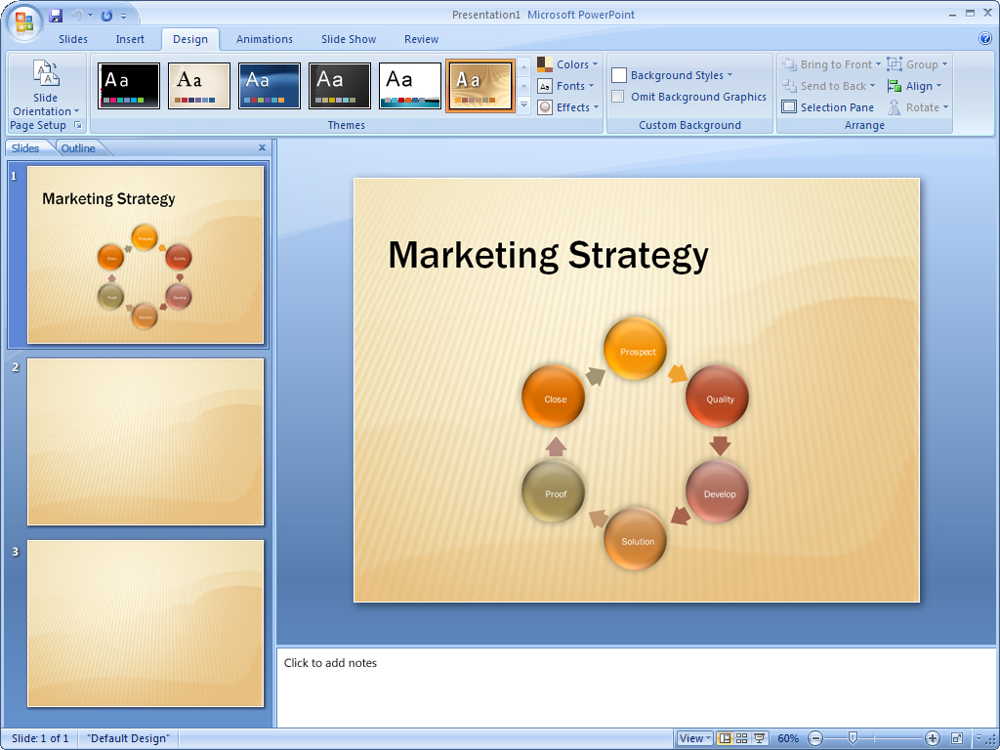 Presentation1 Microsoft PowerPoint
Slides Insert Design Animations Slide Show Review
Slide
Orientation
Page Setup
Aa Aa Aa Aa Aa Aa
Themes
Colors
Fonts
Effects
Background Styles
Omit Background Graphics
Custom Background
Bring to Front
Send to Back
Selection Pane
Group
Align
Rotate
Arrange
Slides Outline x
1
Marketing Strategy
Prospect
Quality
Develop
Solution
Proof
Close
2
3
Marketing Strategy
Prospect
Quality
Develop
Solution
Proof
Close
Click to add notes
Slide: 1 of 1 "Default Design" View 60%